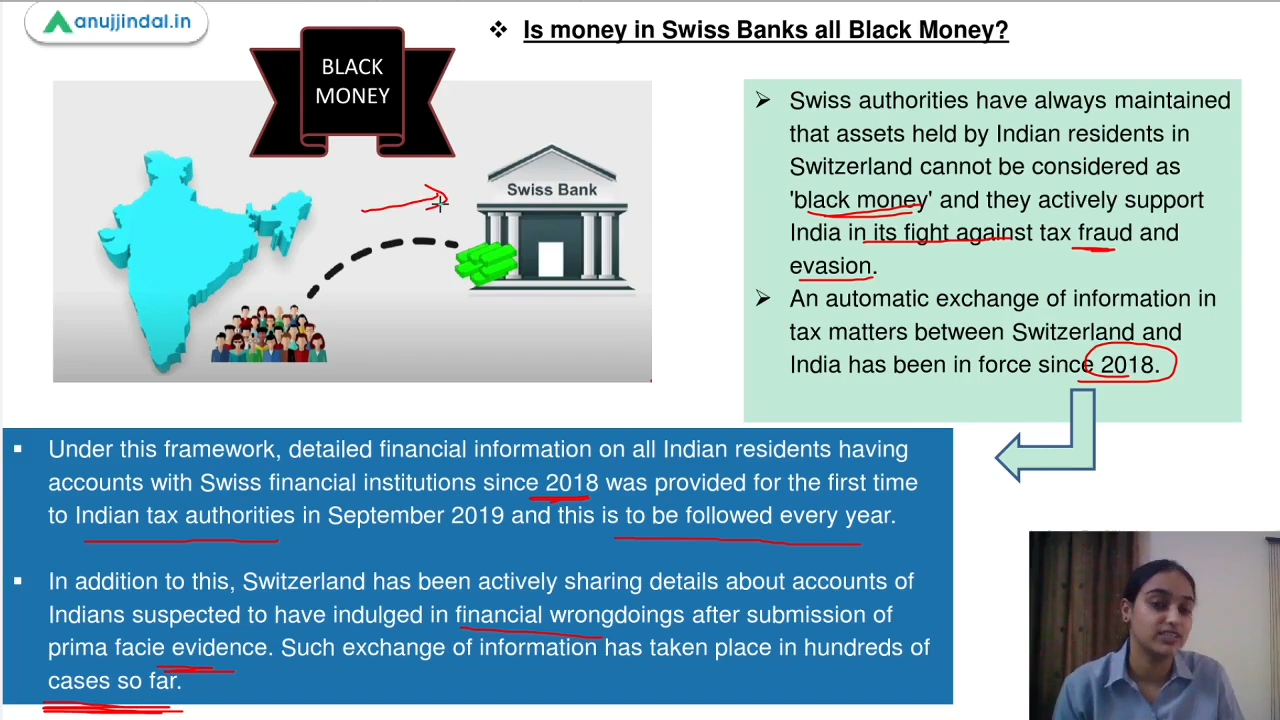 anujjindal.in
❖ Is money in Swiss Banks all Black Money?
BLACK
MONEY
Swiss Bank
➢ Swiss authorities have always maintained
that assets held by Indian residents in
Switzerland cannot be considered as
'black money' and they actively support
India in its fight against tax fraud and
evasion.
➢ An automatic exchange of information in
tax matters between Switzerland and
India has been in force since 2018.
▪ Under this framework, detailed financial information on all Indian residents having
accounts with Swiss financial institutions since 2018 was provided for the first time
to Indian tax authorities in September 2019 and this is to be followed every year.
▪ In addition to this, Switzerland has been actively sharing details about accounts of
Indians suspected to have indulged in financial wrongdoings after submission of
prima facie evidence. Such exchange of information has taken place in hundreds of
cases so far.